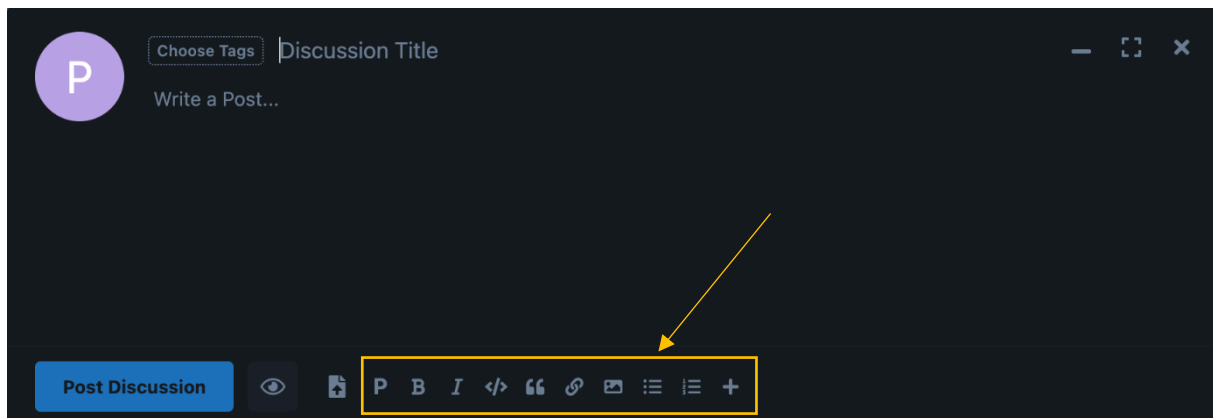 P
Choose Tags Discussion Title
Write a Post...
Post Discussion P B I </>